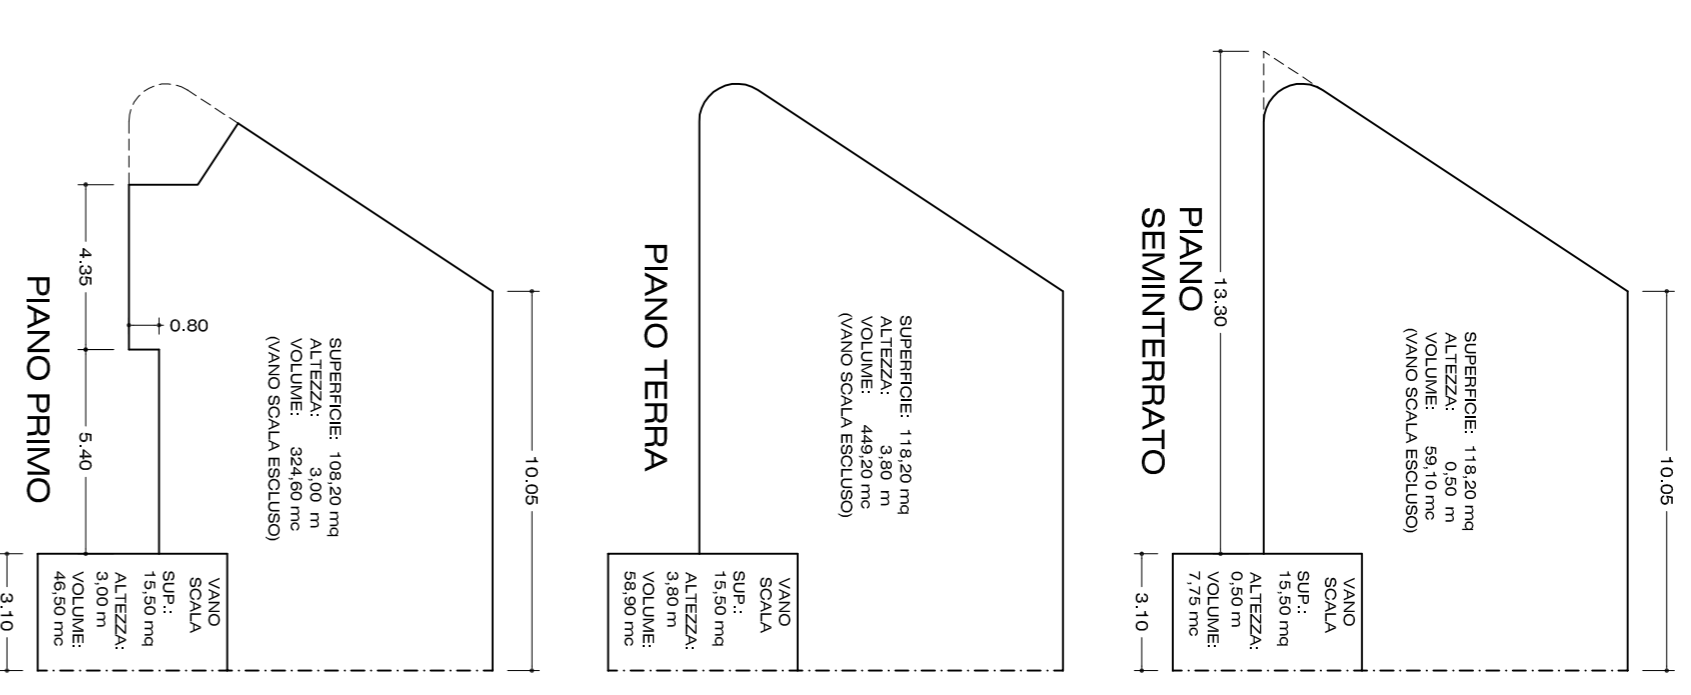 PIANO
SEMINTERRATO
13.30
10.05
3.10
SUPERFICIE: 118,20 mq
ALTEZZA: 0,50 m
VOLUME: 59,10 mc
(VANO SCALA ESCLUSO)
VANO
SCALA
SUP.:
15,50 mq
ALTEZZA:
0,50 m
VOLUME:
7,75 mc
PIANO TERRA
SUPERFICIE: 118,20 mq
ALTEZZA: 3,80 m
VOLUME: 449,20 mc
(VANO SCALA ESCLUSO)
VANO
SCALA
SUP.:
15,50 mq
ALTEZZA:
3,80 m
VOLUME:
58,90 mc
PIANO PRIMO
4.35
0.80
5.40
10.05
3.10
SUPERFICIE: 108,20 mq
ALTEZZA: 3,00 m
VOLUME: 324,60 mc
(VANO SCALA ESCLUSO)
VANO
SCALA
SUP.:
15,50 mq
ALTEZZA:
3,00 m
VOLUME:
46,50 mc